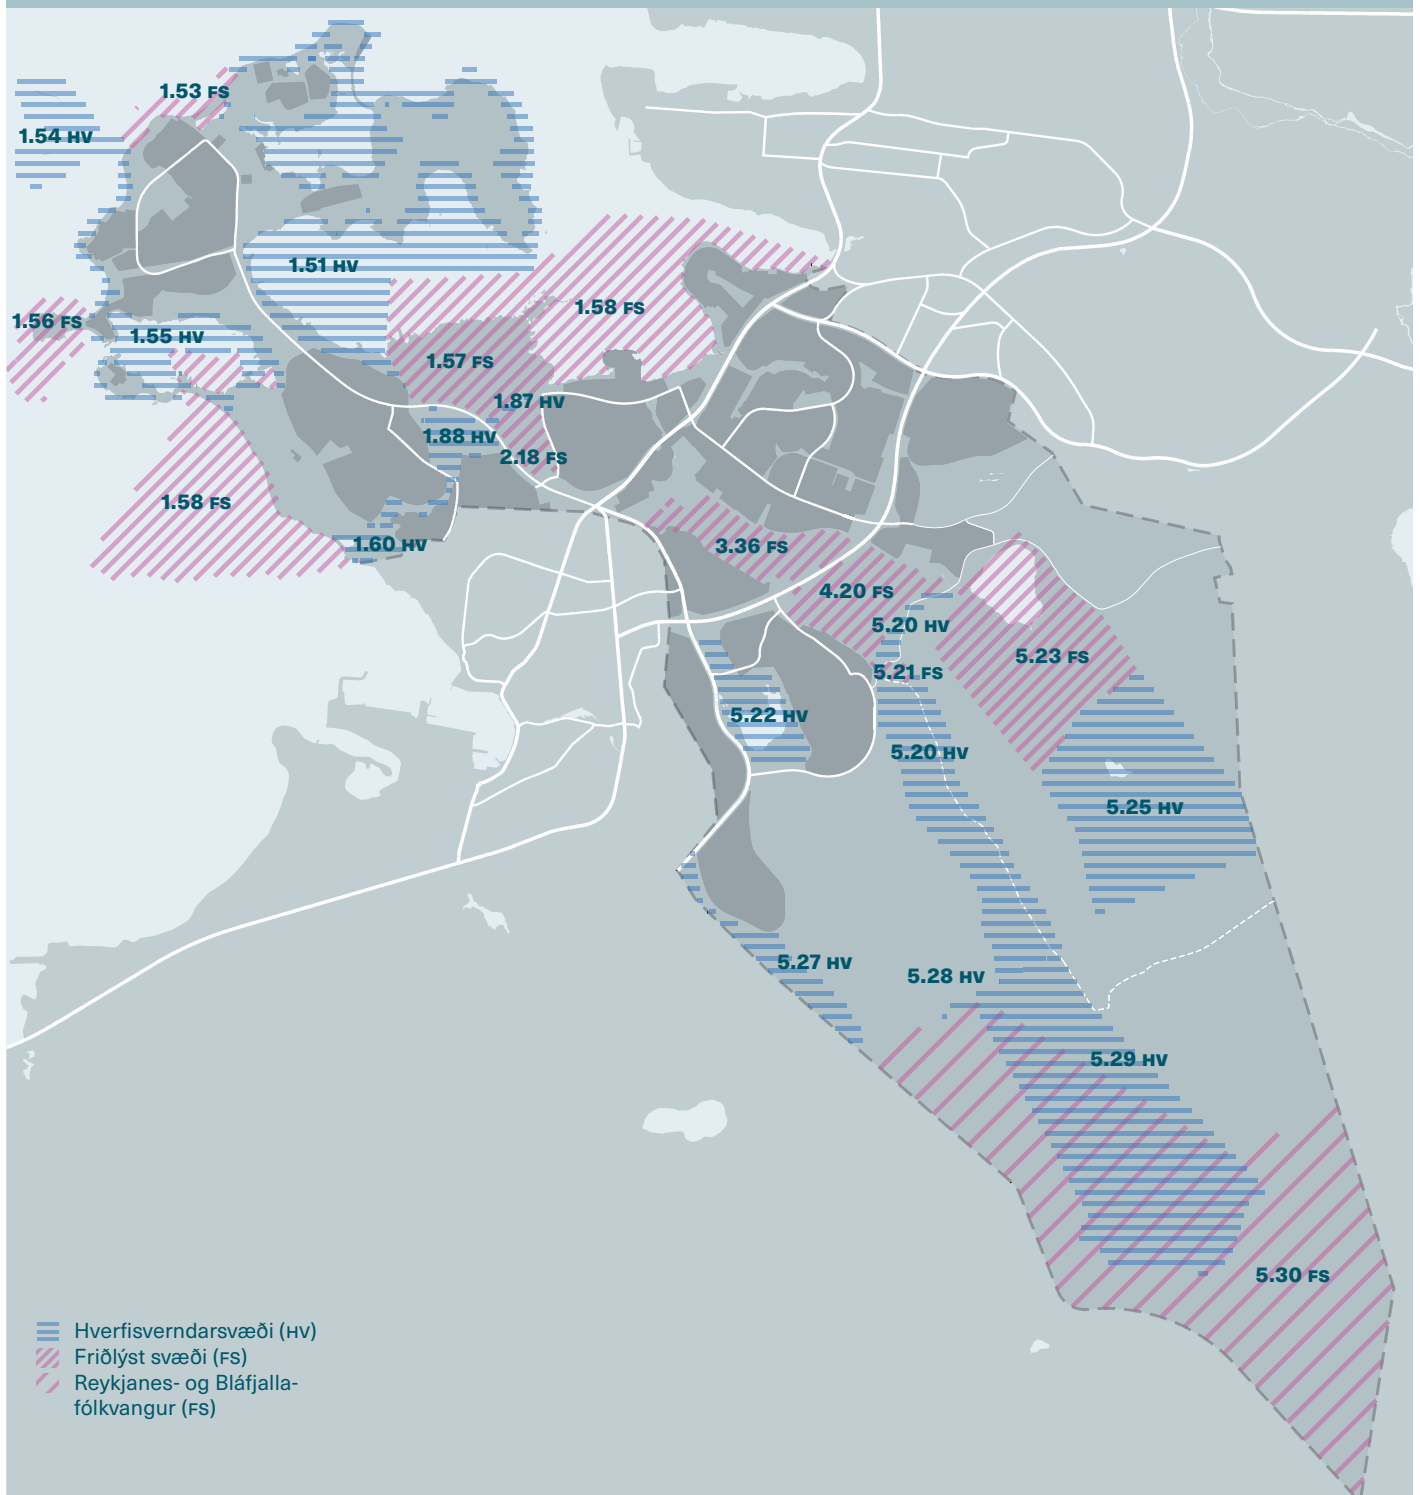 1.53 FS
1.54 HV
1.51 HV
1.58 FS
1.56 FS
1.55 HV
1.57 FS
1.87 HV
1.88 HV
2.18 FS
1.58 FS
1.60 HV
3.36 FS
4.20 FS
5.20 HV
5.23 FS
5.21 FS
5.22 HV
5.20 HV
5.25 HV
5.27 HV
5.28 HV
5.29 HV
5.30 FS
Hverfisverndarsvæði (HV)
Friðlýst svæði (FS)
Reykjanes- og Bláfjalla-
fólkvangur (FS)